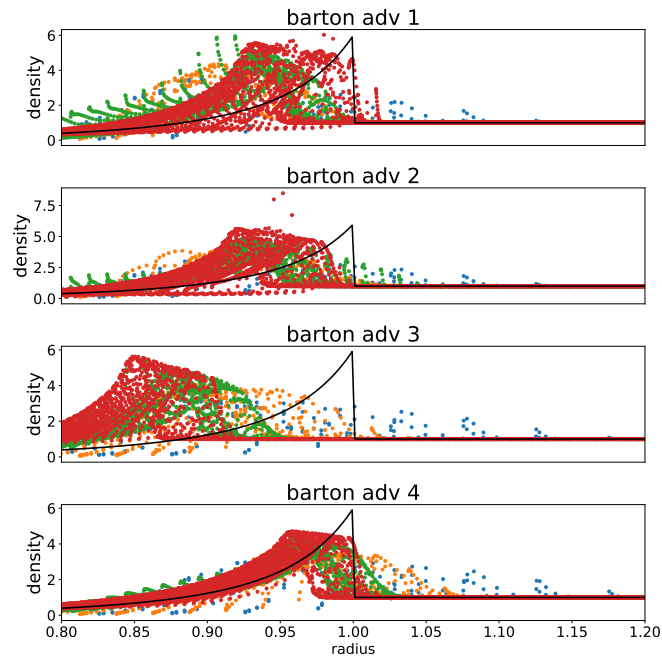 barton adv 1
6
4
2
0
density
barton adv 2
7.5
5.0
2.5
0.0
density
barton adv 3
6
4
2
0
density
barton adv 4
6
4
2
0
density
0.80 0.85 0.90 0.95 1.00 1.05 1.10 1.15 1.20
radius